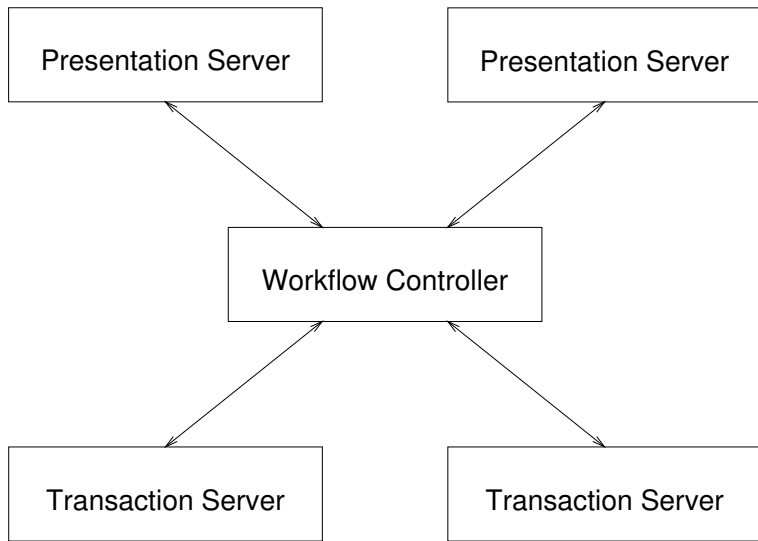 Presentation Server
Presentation Server
Workflow Controller
Transaction Server
Transaction Server